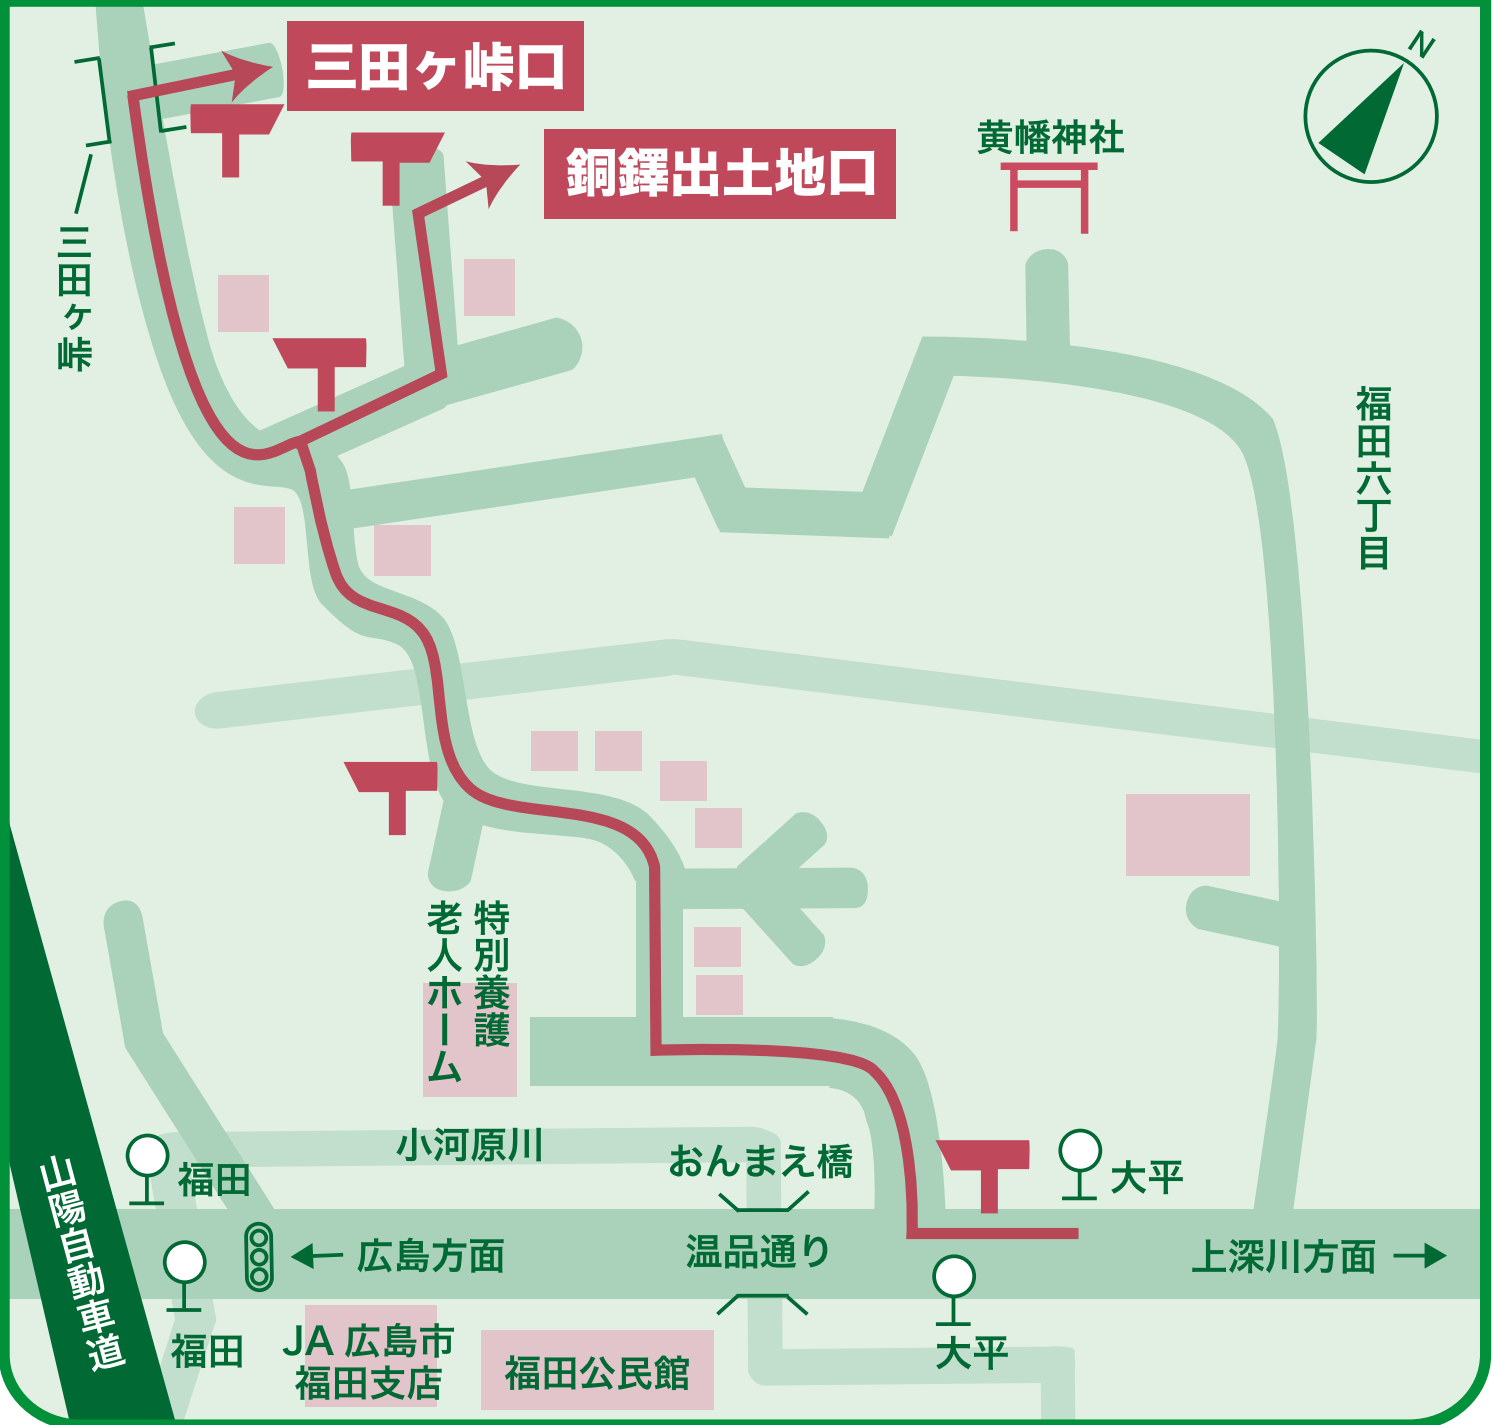 三田ヶ峠口
N
黄幡神社
銅鐸出土地口
三田ヶ峠
福田六丁目
特別養護
老人ホーム
小河原川
おんまえ橋
大平
福田
山陽自動車道
広島方面
温品通り
上深川方面
福田
JA 広島市
福田支店
福田公民館
大平